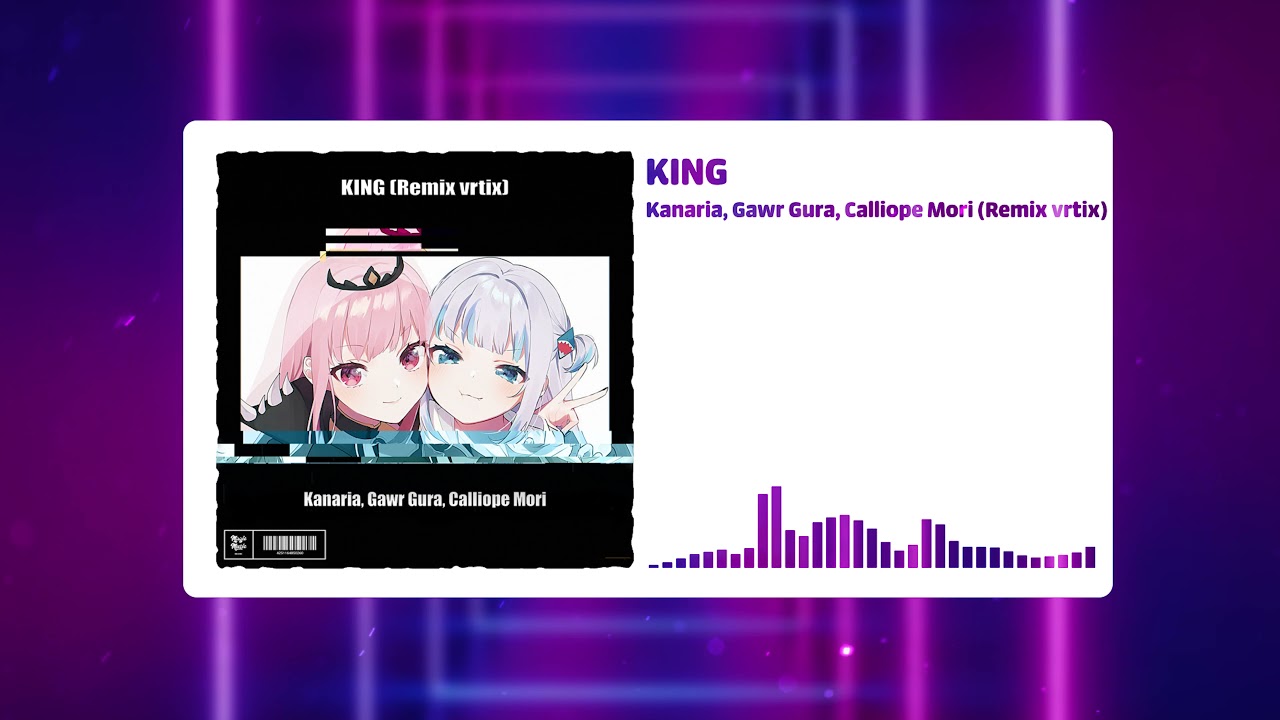 KING (Remix vrtix)
Kanaria, Gawr Gura, Calliope Mori
KING
Kanaria, Gawr Gura, Calliope Mori (Remix vrtix)